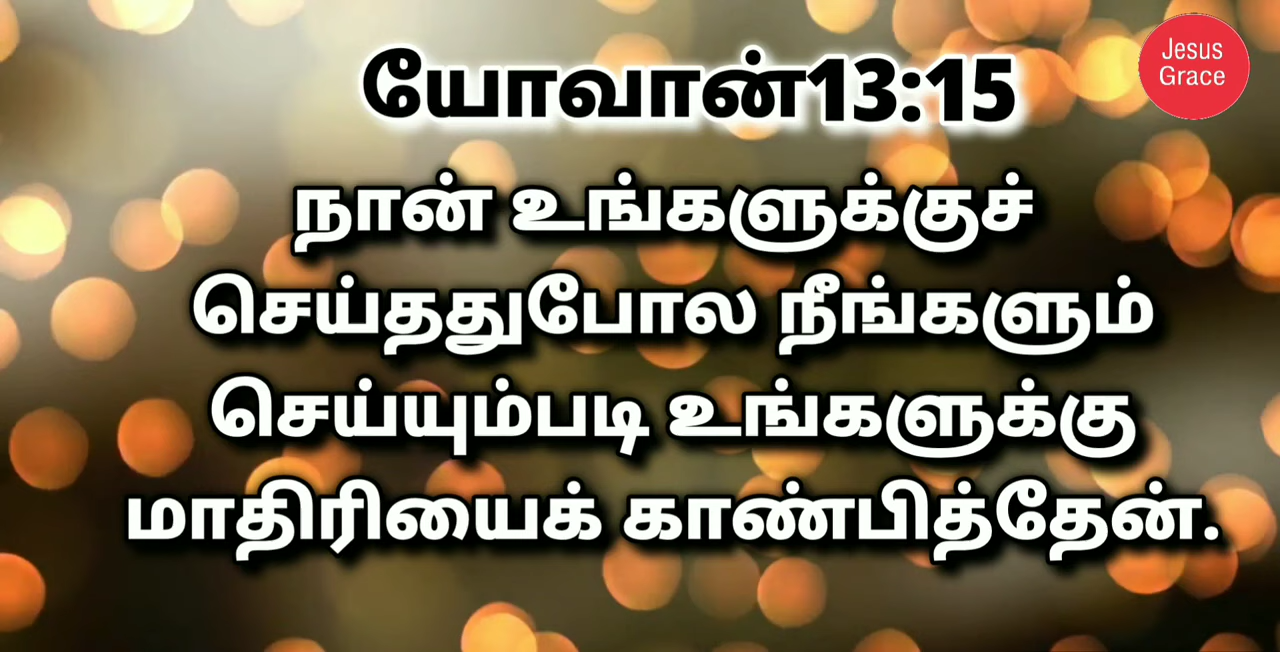 யோவான்13:15
Jesus
Grace
நான் உங்களுக்குச்
செய்ததுபோல நீங்களும்
செய்யும்படி உங்களுக்கு
மாதிரியைக் காண்பித்தேன்.